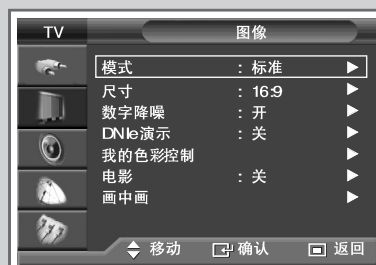 TV 图像
模式 : 标准
尺寸 : 16:9
数字降噪 : 开
DNIe演示 : 关
我的色彩控制
电影 : 关
画中画
移动 确认 返回